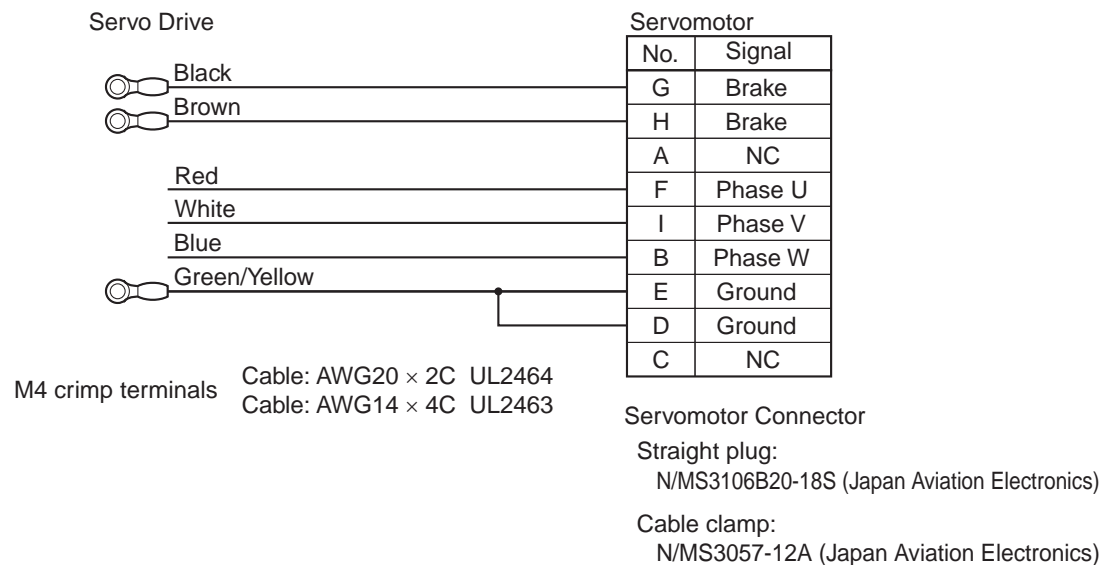 Servo Drive
Servomotor
No. Signal
Black
G Brake
Brown
H Brake
A NC
Red
F Phase U
White
I Phase V
Blue
B Phase W
Green/Yellow
E Ground
D Ground
C NC
M4 crimp terminals
Cable: AWG20 × 2C UL2464
Cable: AWG14 × 4C UL2463
Servomotor Connector
Straight plug:
N/MS3106B20-18S (Japan Aviation Electronics)
Cable clamp:
N/MS3057-12A (Japan Aviation Electronics)